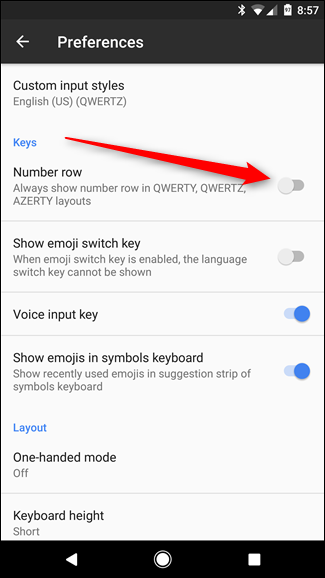 8:57
Preferences
Custom input styles
English (US) (QWERTZ)
Keys
Number row
Always show number row in QWERTY, QWERTZ,
AZERTY layouts
Show emoji switch key
When emoji switch key is enabled, the language
switch key cannot be shown
Voice input key
Show emojis in symbols keyboard
Show recently used emojis in suggestion strip of
symbols keyboard
Layout
One-handed mode
Off
Keyboard height
Short